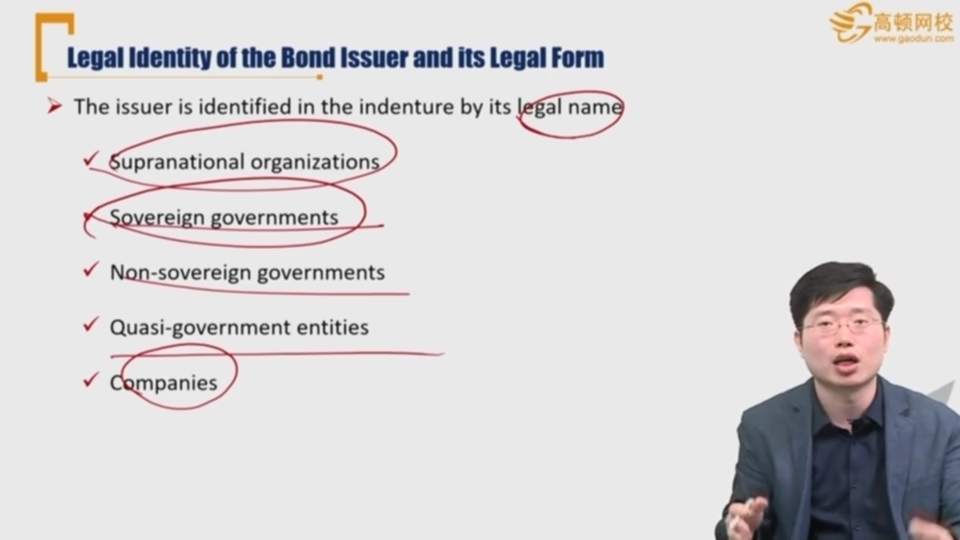 高顿网校
www.gaodun.com
Legal Identity of the Bond Issuer and its Legal Form
The issuer is identified in the indenture by its legal name
Supranational organizations
Sovereign governments
Non-sovereign governments
Quasi-government entities
Companies